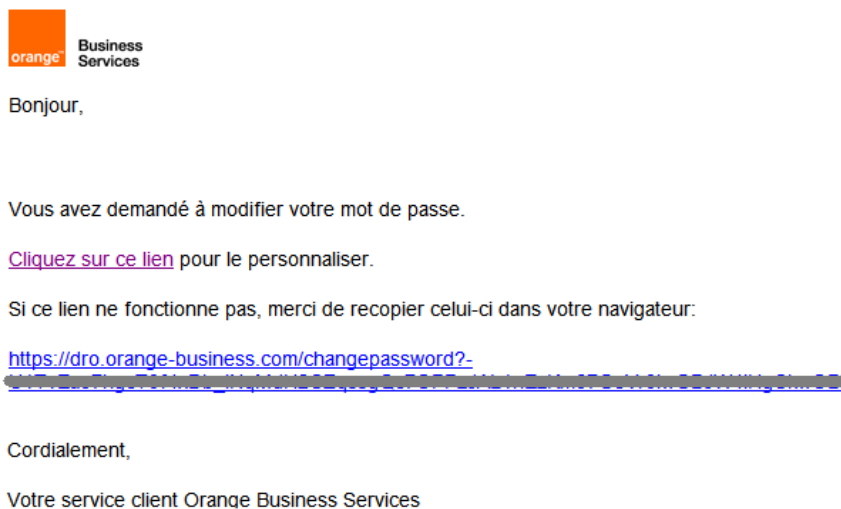 orange™
Business
Services
Bonjour,
Vous avez demandé à modifier votre mot de passe.
Cliquez sur ce lien pour le personnaliser.
Si ce lien ne fonctionne pas, merci de recopier celui-ci dans votre navigateur:
https://dro.orange-business.com/changepassword?-
Cordialement,
Votre service client Orange Business Services